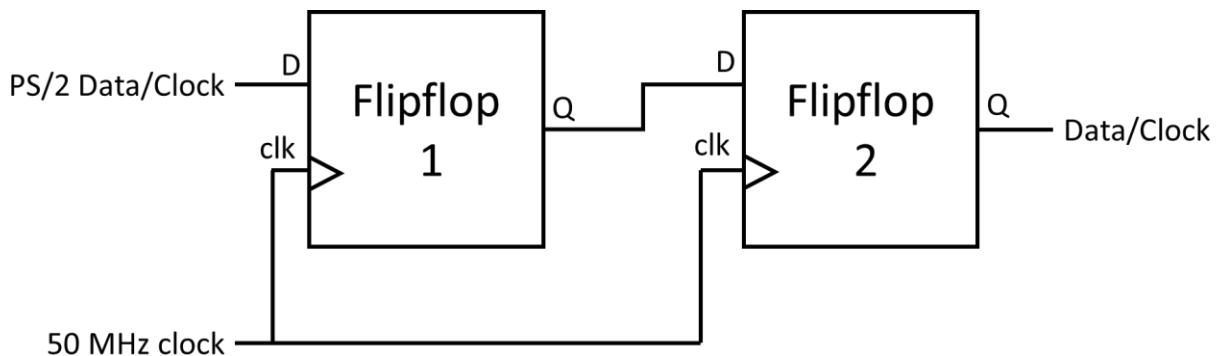 PS/2 Data/Clock
D
Flipflop
1
clk
Q
D
Flipflop
2
clk
Q
Data/Clock
50 MHz clock